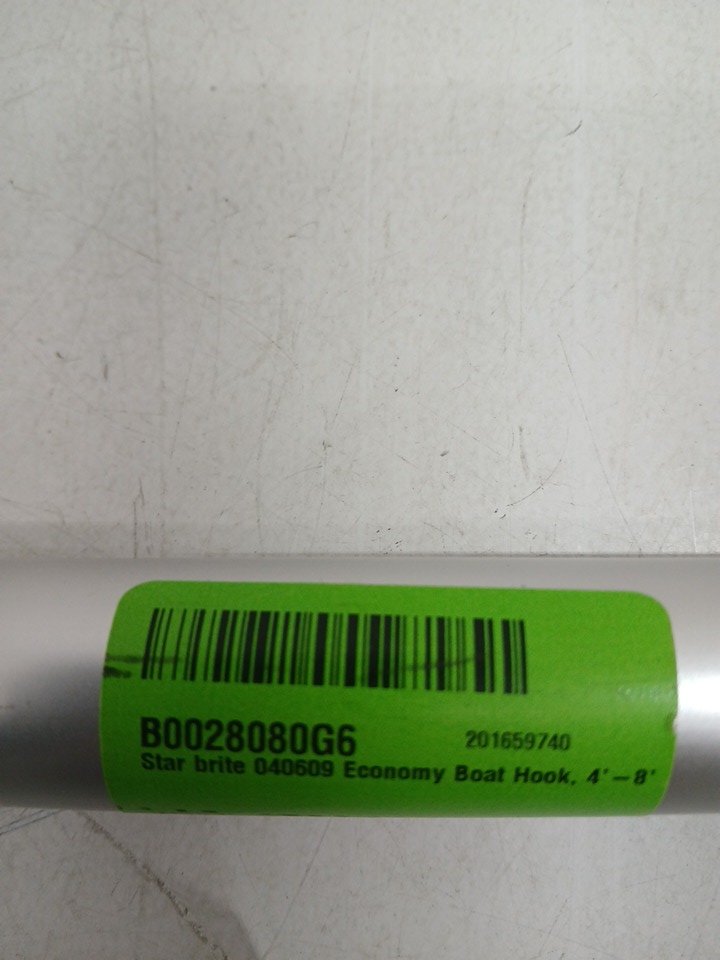 B0028080G6 201659740
Star brite 040609 Economy Boat Hook, 4'-8'